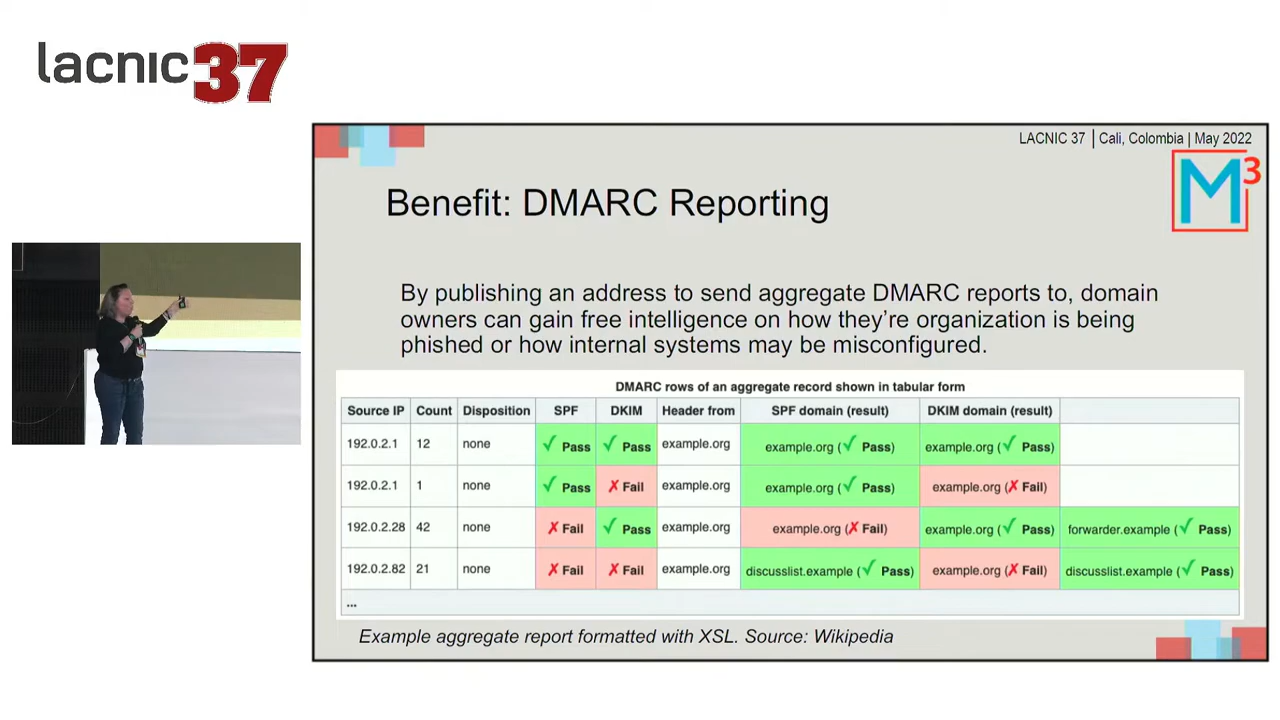 lacnic37
LACNIC 37 | Cali, Colombia | May 2022
M3
Benefit: DMARC Reporting
By publishing an address to send aggregate DMARC reports to, domain
owners can gain free intelligence on how they're organization is being
phished or how internal systems may be misconfigured.
DMARC rows of an aggregate record shown in tabular form
Source IP Count Disposition SPF DKIM Header from SPF domain (result) DKIM domain (result)
192.0.2.1 12 none ✓ Pass ✓ Pass example.org example.org (✓ Pass) example.org (✓ Pass)
192.0.2.1 1 none ✓ Pass ✗ Fail example.org example.org (✓ Pass) example.org (✗ Fail)
192.0.2.28 42 none ✗ Fail ✓ Pass example.org example.org (✗ Fail) example.org (✓ Pass) forwarder.example (✓ Pass)
192.0.2.82 21 none ✗ Fail ✗ Fail example.org discusslist.example (✓ Pass) example.org (✗ Fail) discusslist.example (✓ Pass)
...
Example aggregate report formatted with XSL. Source: Wikipedia